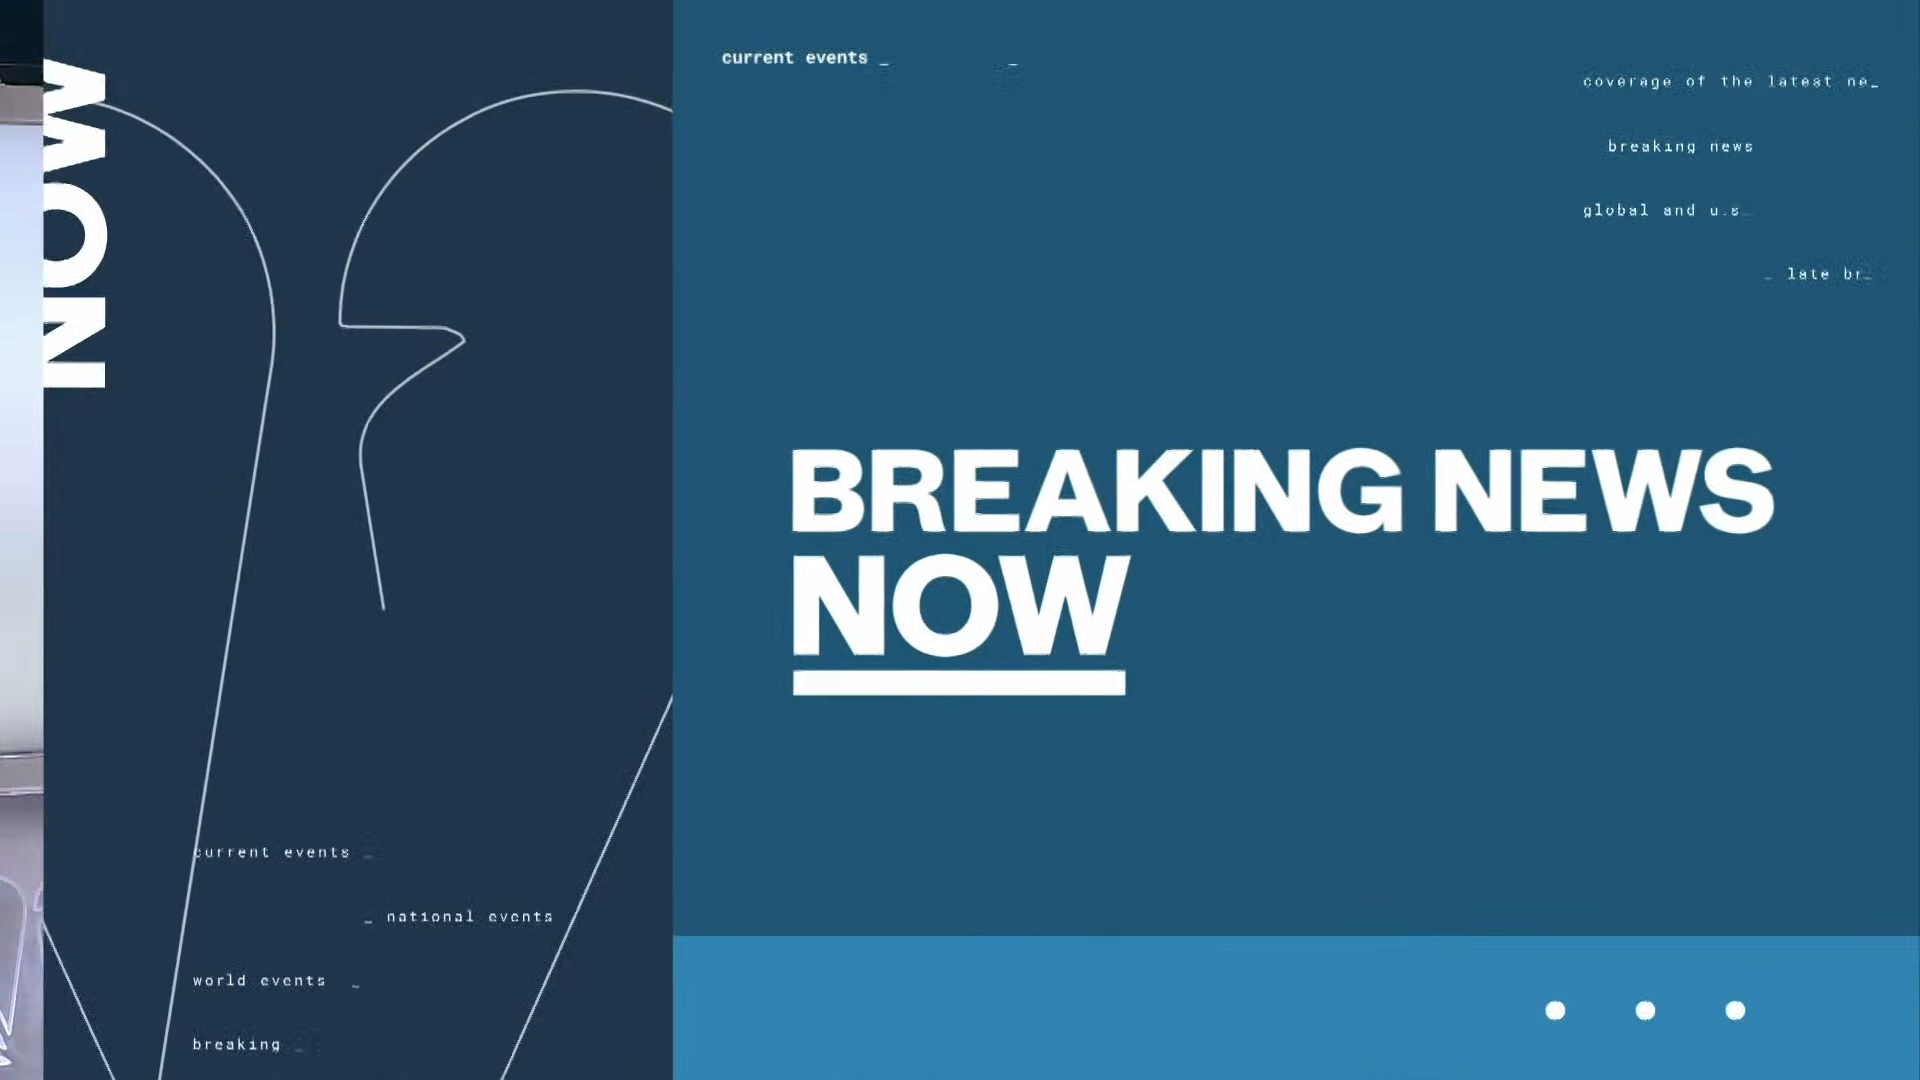 NOW
current events _ _
coverage of the latest ne_
breaking news
global and u.s
_ late br_
BREAKING NEWS
NOW
current events _
_ national events
world events _
breaking _